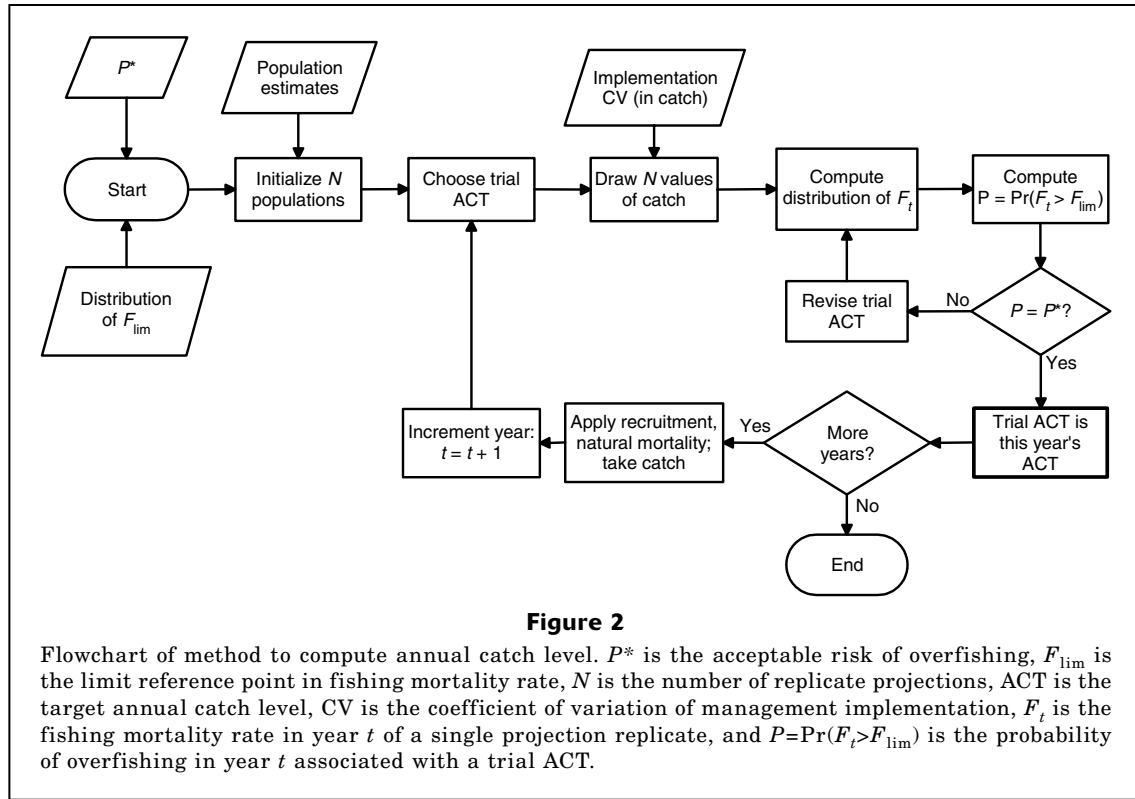 P*
Population
estimates
Implementation
CV (in catch)
Start
Initialize N
populations
Choose trial
ACT
Draw N values
of catch
Compute
distribution of Ft
Compute
P = Pr(Ft > Flim)
Distribution
of Flim
Revise trial
ACT
No
P = P*?
Yes
Increment year:
t = t + 1
Apply recruitment,
natural mortality;
take catch
Yes
More
years?
Trial ACT is
this year's
ACT
No
End
Figure 2
Flowchart of method to compute annual catch level. P* is the acceptable risk of overfishing, Flim is
the limit reference point in fishing mortality rate, N is the number of replicate projections, ACT is the
target annual catch level, CV is the coefficient of variation of management implementation, Ft is the
fishing mortality rate in year t of a single projection replicate, and P=Pr(Ft>Flim) is the probability
of overfishing in year t associated with a trial ACT.